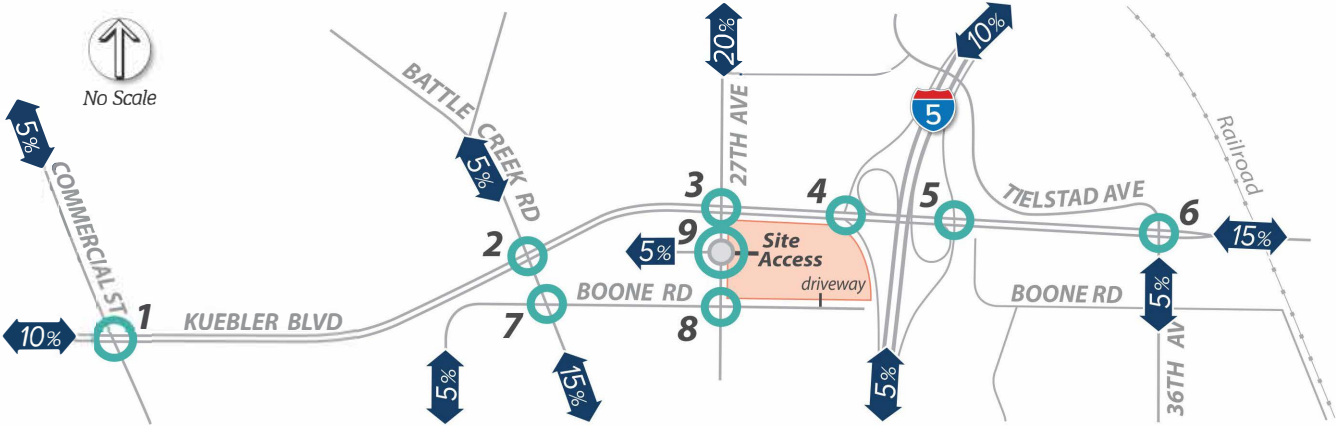 No Scale
5%
COMMERCIAL ST
10%
1
KUEBLER BLVD
BATTLE CREEK RD
5%
2
7
5%
15%
BOONE RD
20%
27TH AVE
3
9
5%
Site
Access
driveway
8
4
10%
5
5
5%
TIELSTAD AVE
6
15%
5%
BOONE RD
36TH AV
Railroad